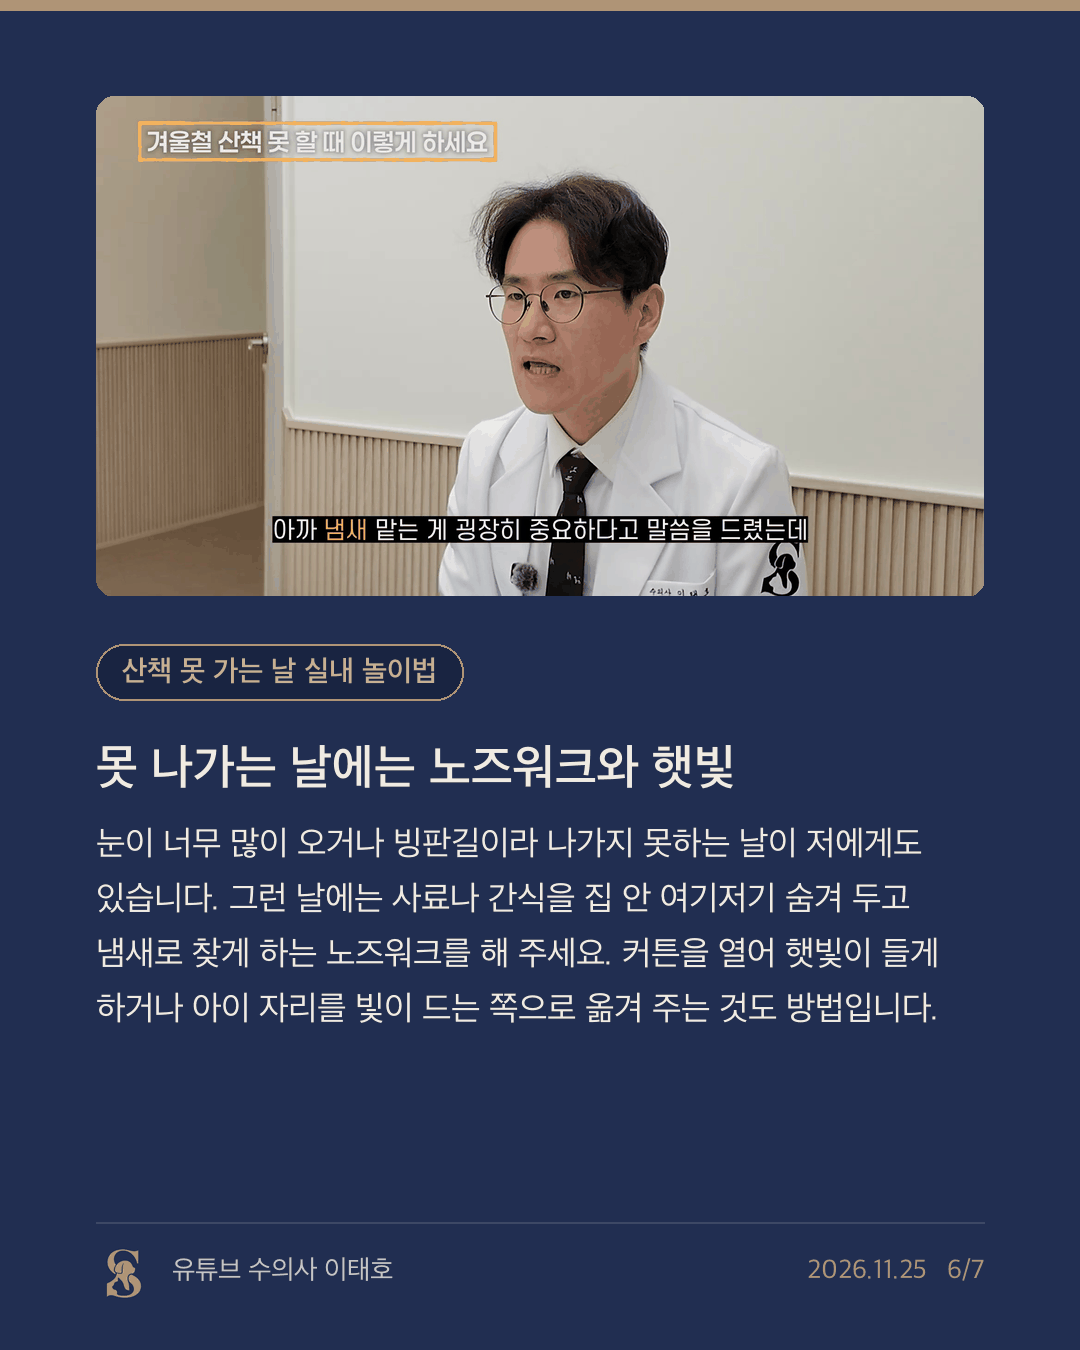 겨울철 산책 못 할 때 이렇게 하세요
아까 냄새 맡는 게 굉장히 중요하다고 말씀을 드렸는데
수의사 이태호
산책 못 가는 날 실내 놀이법
못 나가는 날에는 노즈워크와 햇빛
눈이 너무 많이 오거나 빙판길이라 나가지 못하는 날이 저에게도
있습니다. 그런 날에는 사료나 간식을 집 안 여기저기 숨겨 두고
냄새로 찾게 하는 노즈워크를 해 주세요. 커튼을 열어 햇빛이 들게
하거나 아이 자리를 빛이 드는 쪽으로 옮겨 주는 것도 방법입니다.
유튜브 수의사 이태호
2026.11.25 6/7